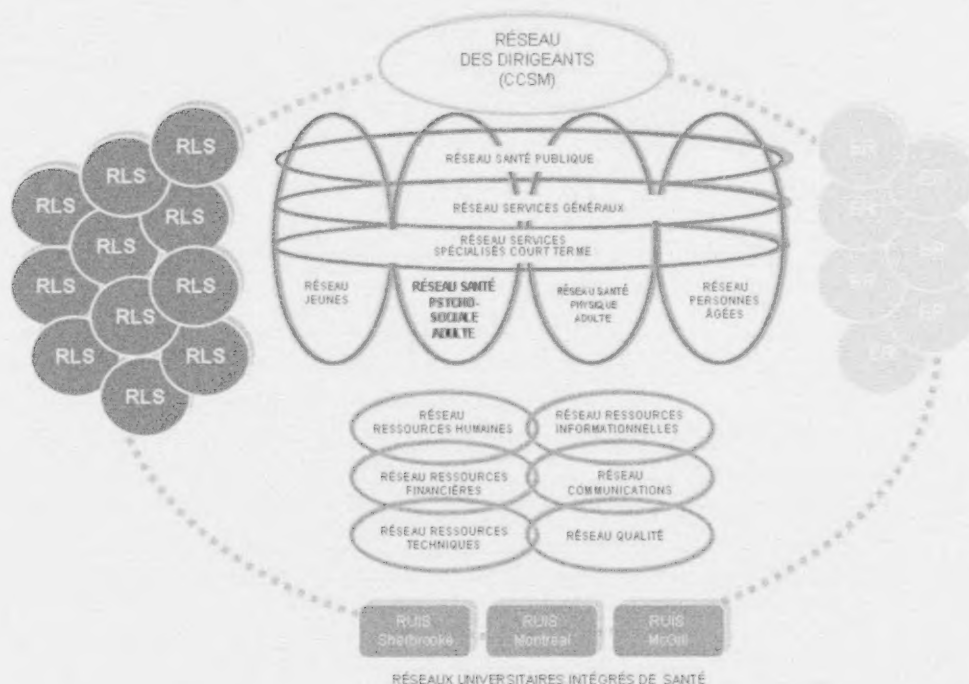 RÉSEAU
DES DIRIGEANTS
(CCSM)
RLS
RLS
RLS
RLS
RLS
RLS
RLS
RLS
RLS
RLS
RLS
RÉSEAU SANTÉ PUBLIQUE
RÉSEAU SERVICES GÉNÉRAUX
RÉSEAU SERVICES
SPÉCIALISÉS COURT TERME
RÉSEAU
JEUNES
RÉSEAU SANTÉ
PSYCHO-
SOCIALE
ADULTE
RÉSEAU SANTÉ
PHYSIQUE
ADULTE
RÉSEAU
PERSONNES
ÂGÉES
ER
ER
RÉSEAU
RESSOURCES HUMAINES
RÉSEAU RESSOURCES
INFORMATIONNELLES
RÉSEAU RESSOURCES
FINANCIÈRES
RÉSEAU
COMMUNICATIONS
RÉSEAU RESSOURCES
TECHNIQUES
RÉSEAU QUALITÉ
RUIS
Sherbrooke
RUIS
Montréal
RUIS
McGill
RÉSEAUX UNIVERSITAIRES INTÉGRÉS DE SANTÉ